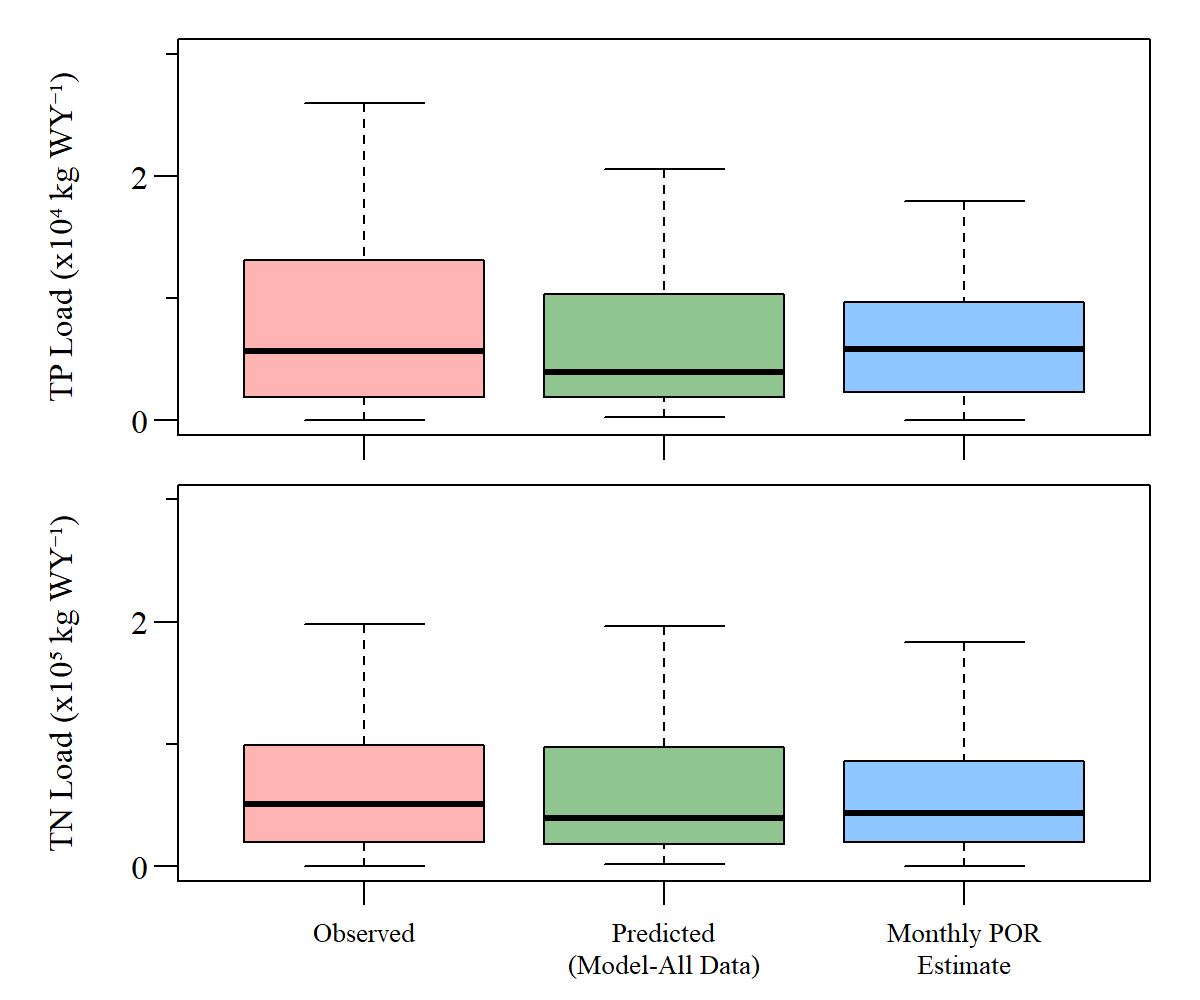 TP Load (x10⁴ kg WY⁻¹)
2
0
TN Load (x10⁵ kg WY⁻¹)
2
0
Observed
Predicted
(Model-All Data)
Monthly POR
Estimate